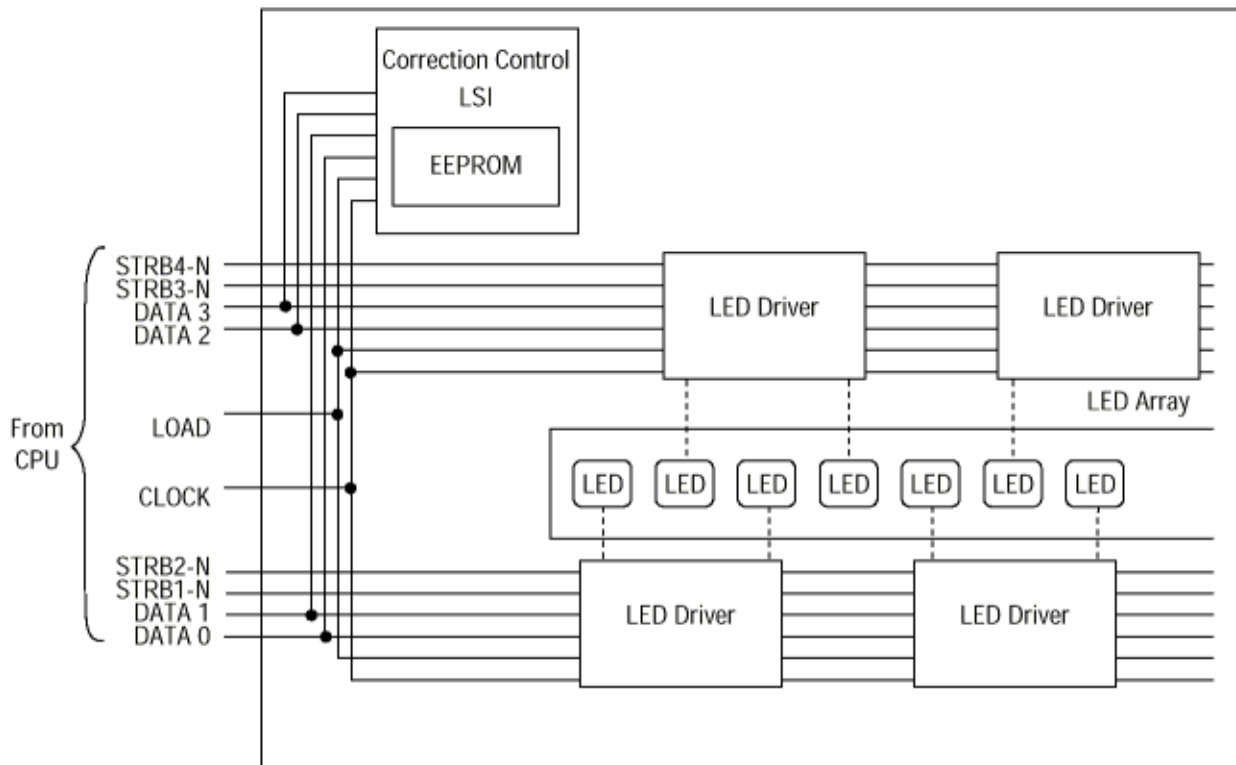 Correction Control
LSI
EEPROM
STRB4-N
STRB3-N
DATA 3
DATA 2
LED Driver
LED Driver
LED Array
From
CPU
LOAD
CLOCK
LED
LED
LED
LED
LED
LED
LED
STRB2-N
STRB1-N
DATA 1
DATA 0
LED Driver
LED Driver